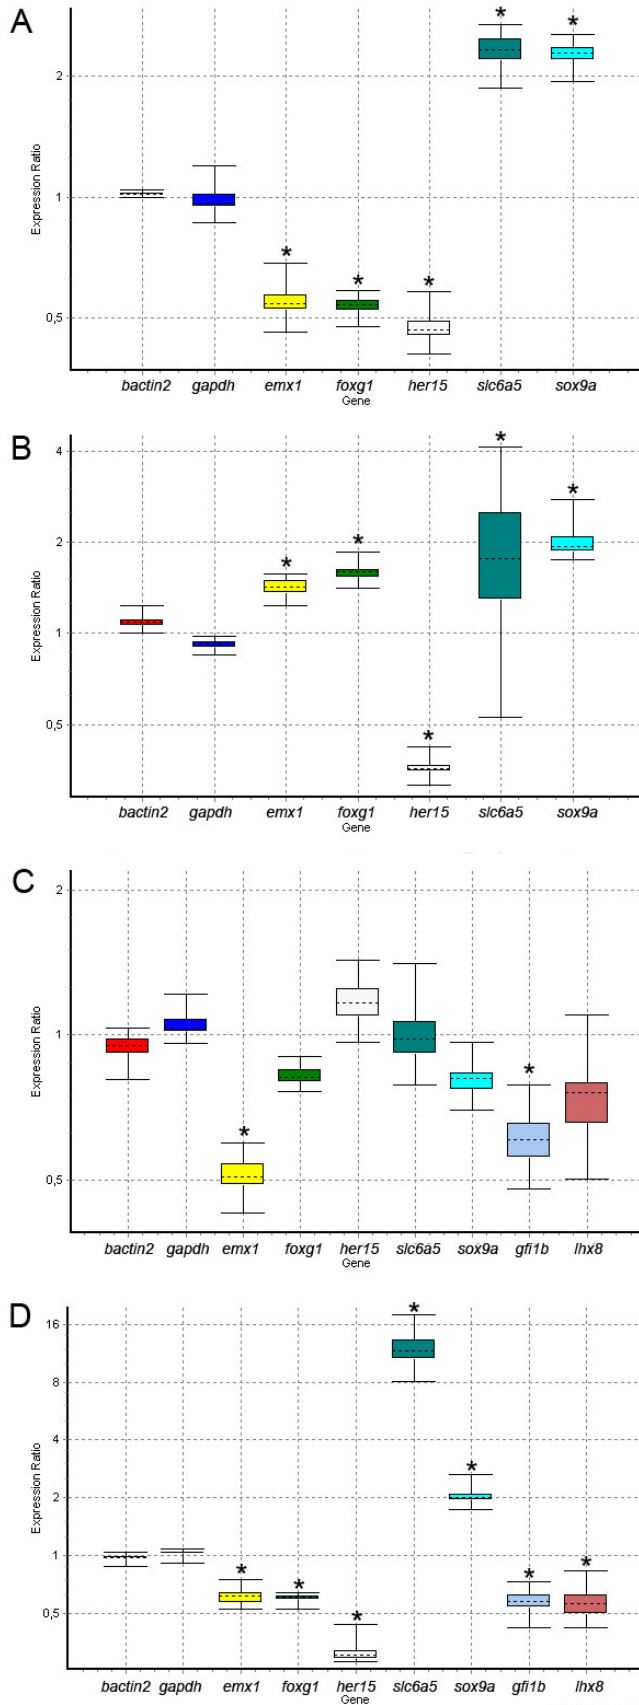 A
Expression Ratio
2
1
0,5
* * * * *
bactin2 gapdh emx1 foxg1 her15 slc6a5 sox9a
Gene
B
Expression Ratio
4
2
1
0,5
* * * * *
bactin2 gapdh emx1 foxg1 her15 slc6a5 sox9a
Gene
C
Expression Ratio
2
1
0,5
* *
bactin2 gapdh emx1 foxg1 her15 slc6a5 sox9a gfi1b lhx8
Gene
D
Expression Ratio
16
8
4
2
1
0,5
* * * * * * *
bactin2 gapdh emx1 foxg1 her15 slc6a5 sox9a gfi1b lhx8
Gene